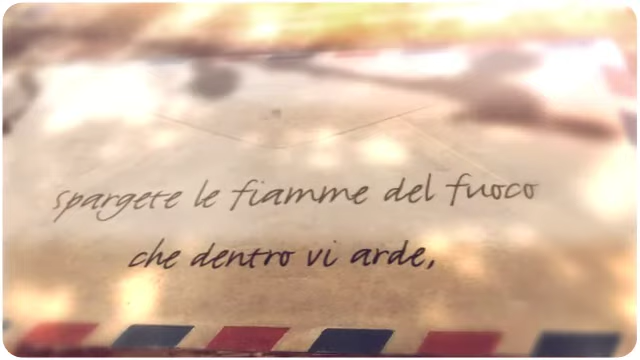 spargete le fiamme del fuoco
che dentro vi arde,